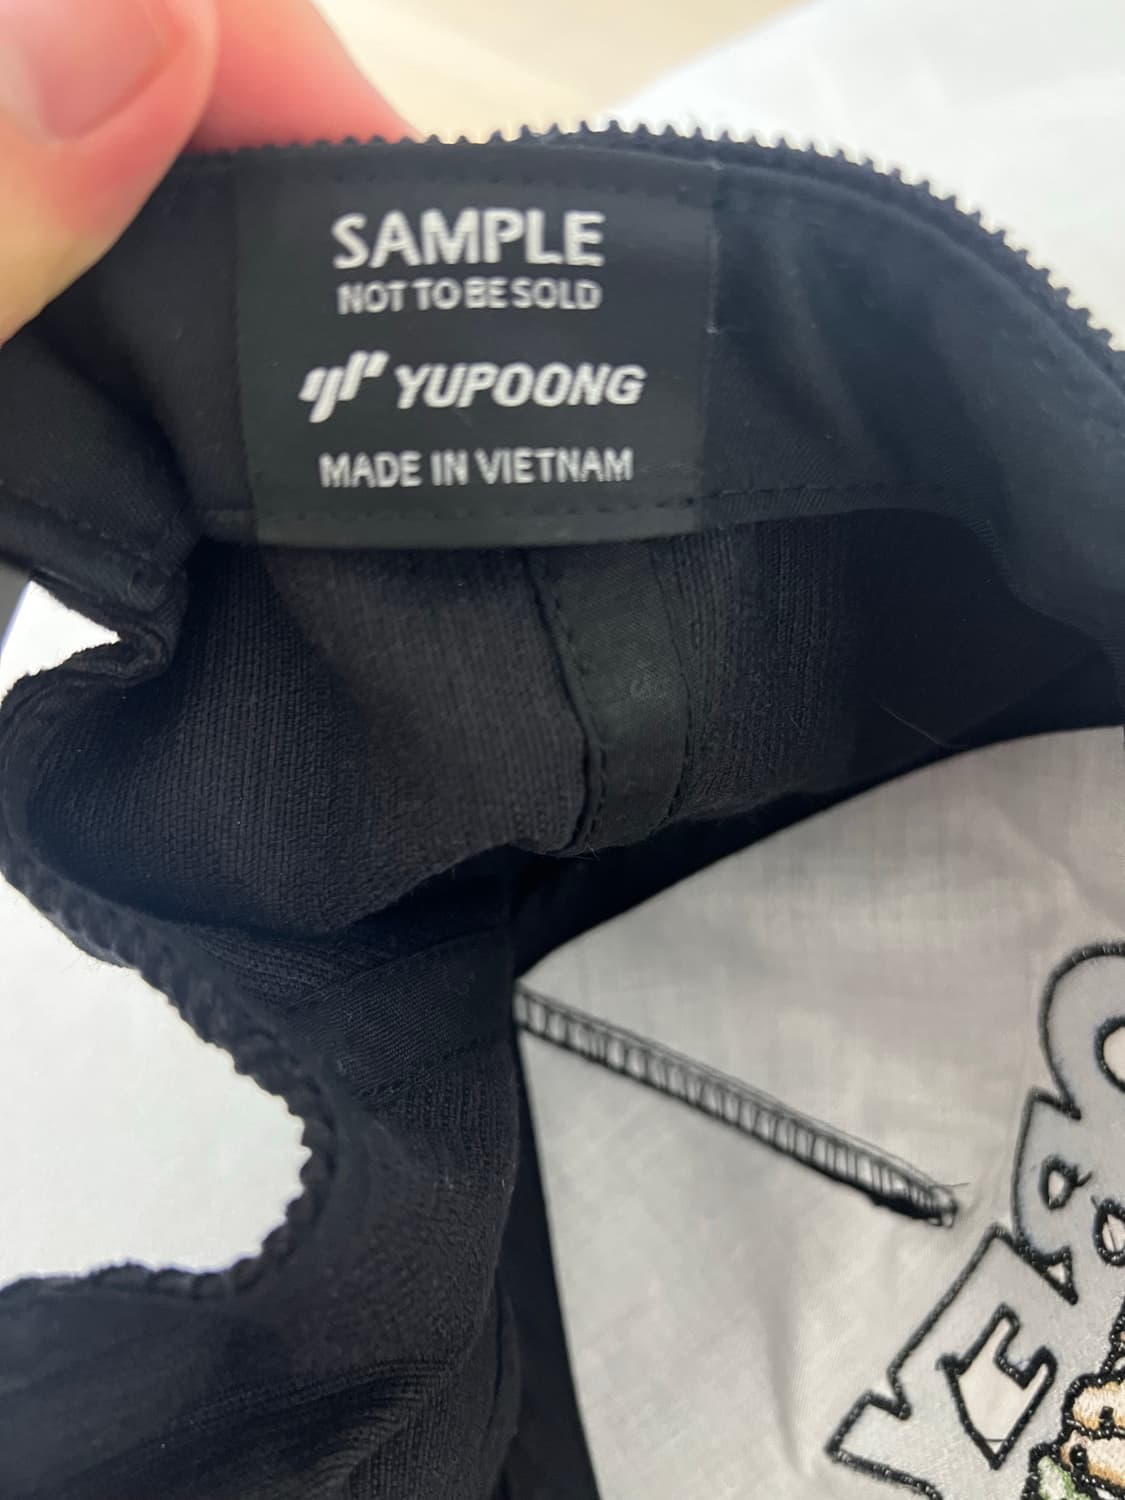 SAMPLE
NOT TO BE SOLD
YUPOONG
MADE IN VIETNAM